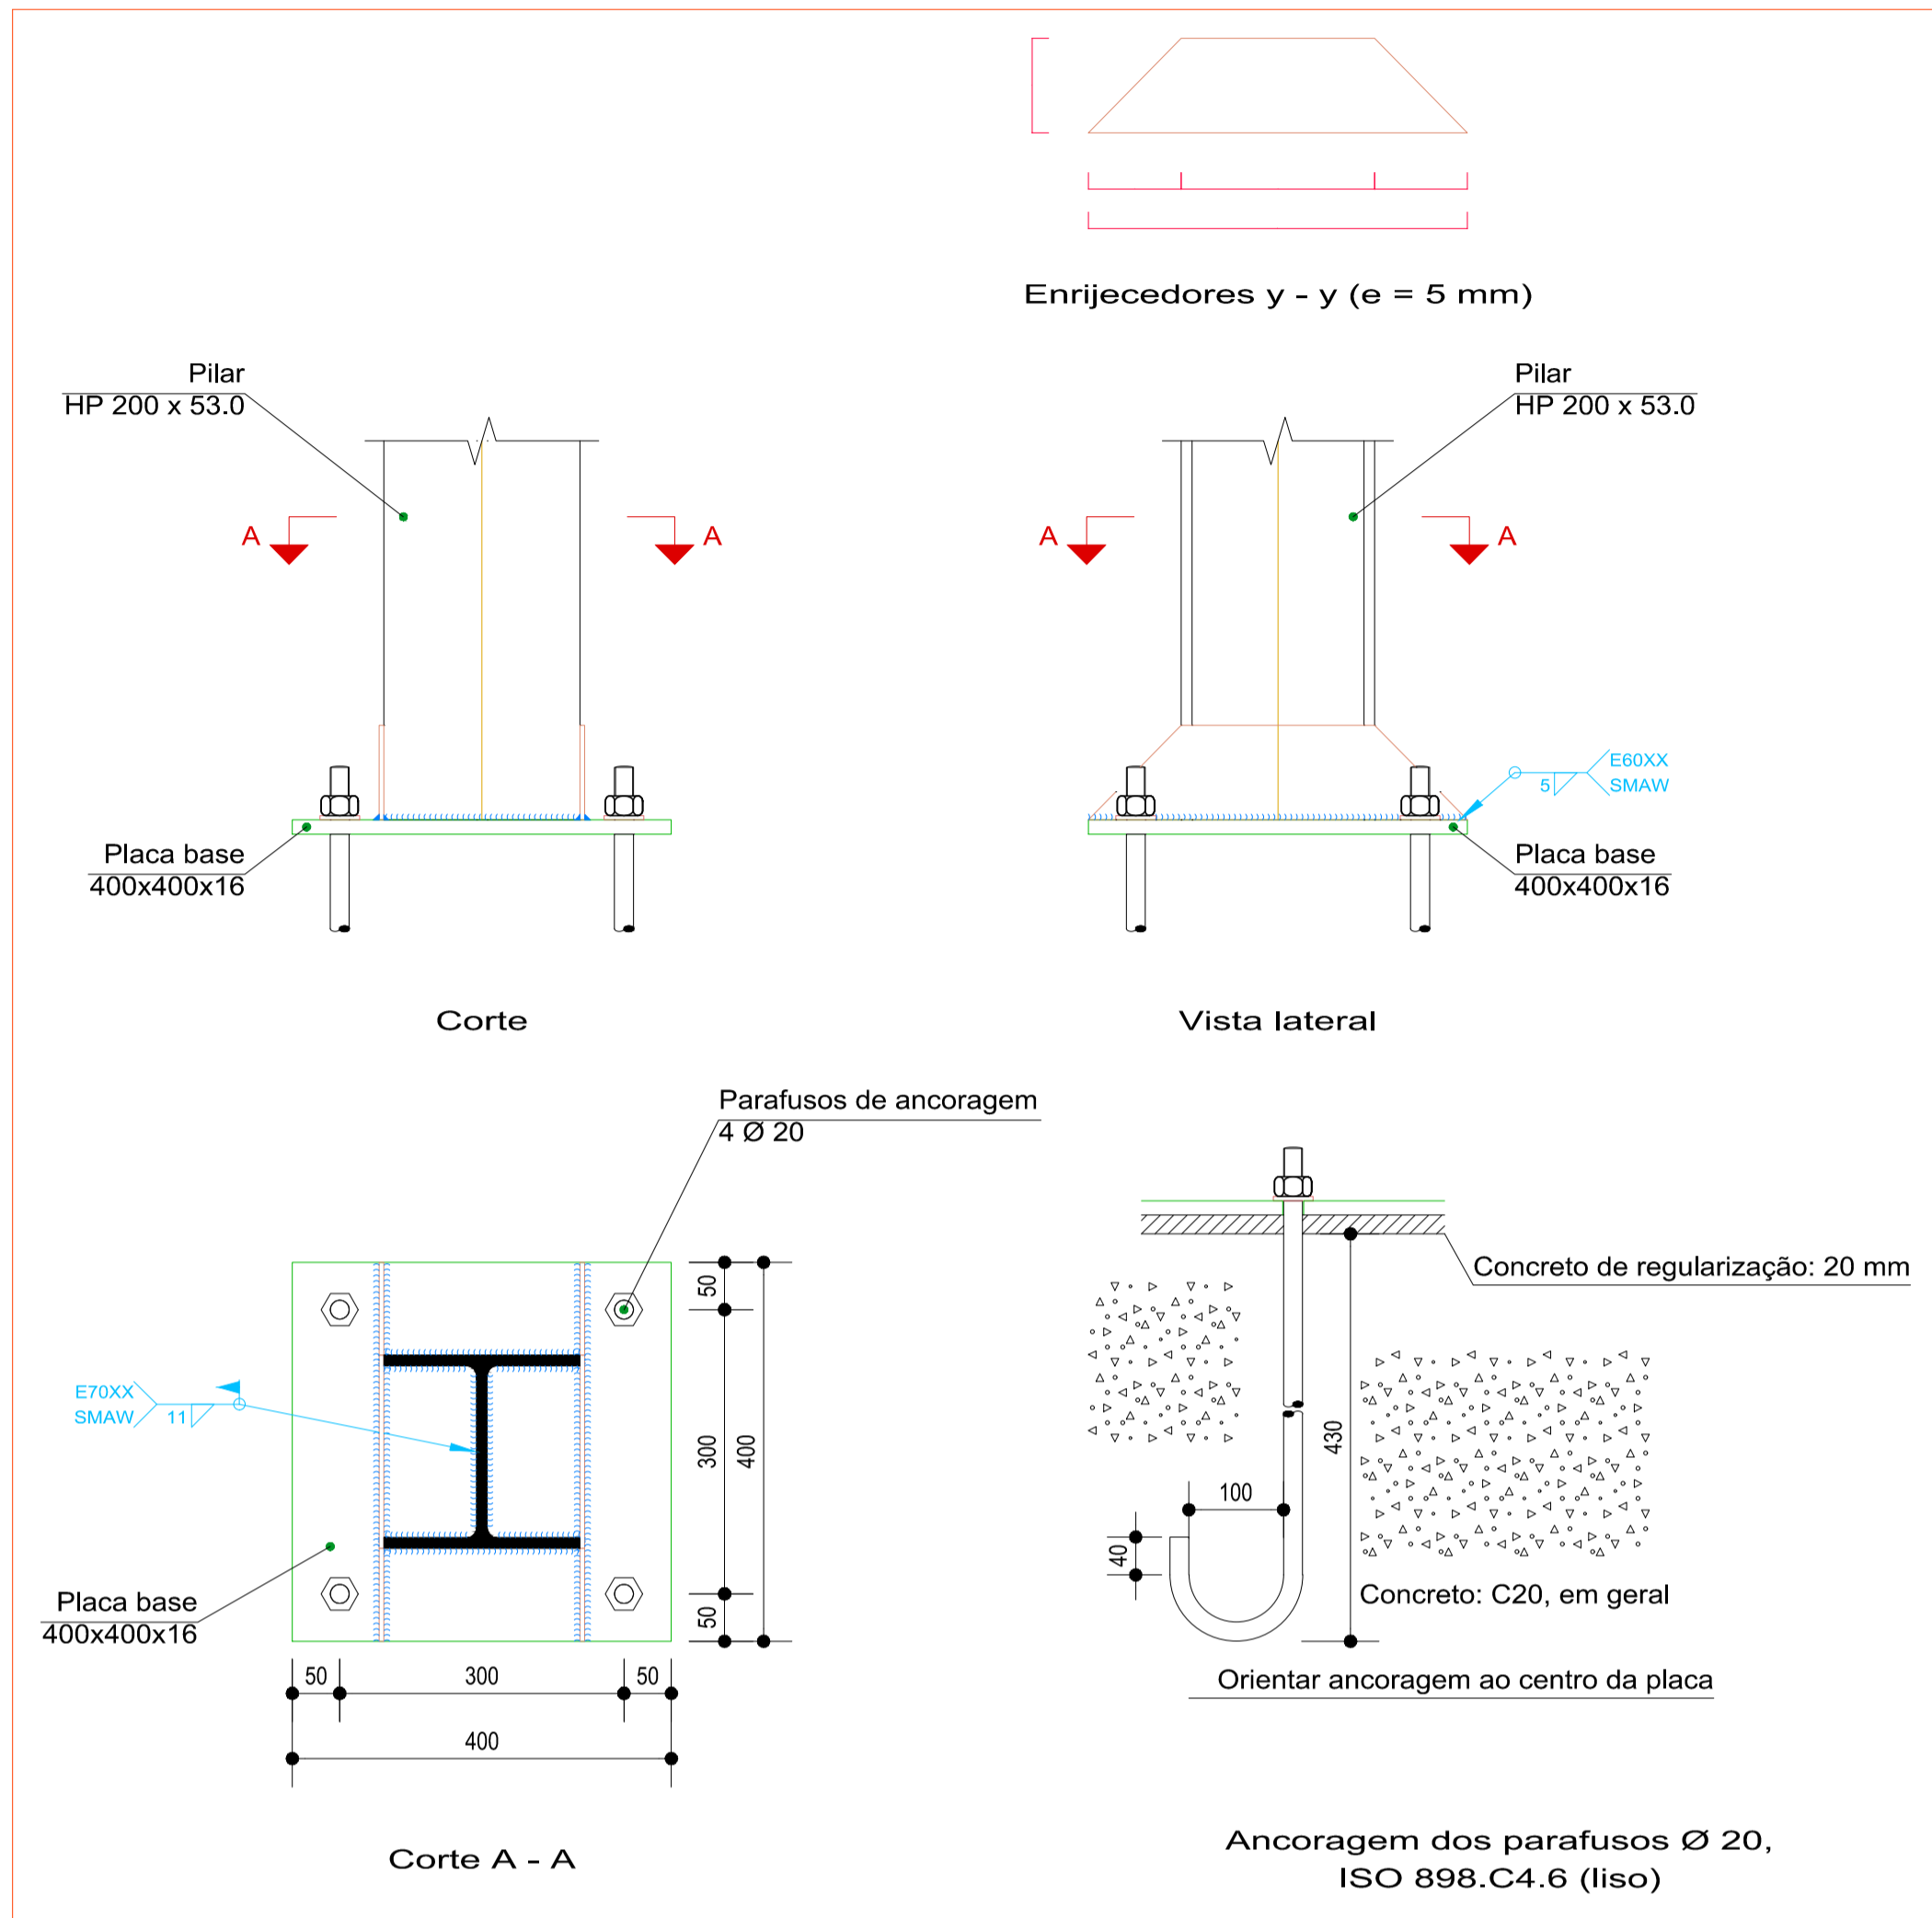 Enrijecedores y - y (e = 5 mm)
Pilar
HP 200 x 53.0
Pilar
HP 200 x 53.0
A
A
A
A
E60XX
5
SMAW
Placa base
400x400x16
Placa base
400x400x16
Corte
Vista lateral
Parafusos de ancoragem
4 Ø 20
50
300
400
50
E70XX
SMAW
11
Placa base
400x400x16
50
300
50
400
Corte A - A
Concreto de regularização: 20 mm
430
100
40
Concreto: C20, em geral
Orientar ancoragem ao centro da placa
Ancoragem dos parafusos Ø 20,
ISO 898.C4.6 (liso)